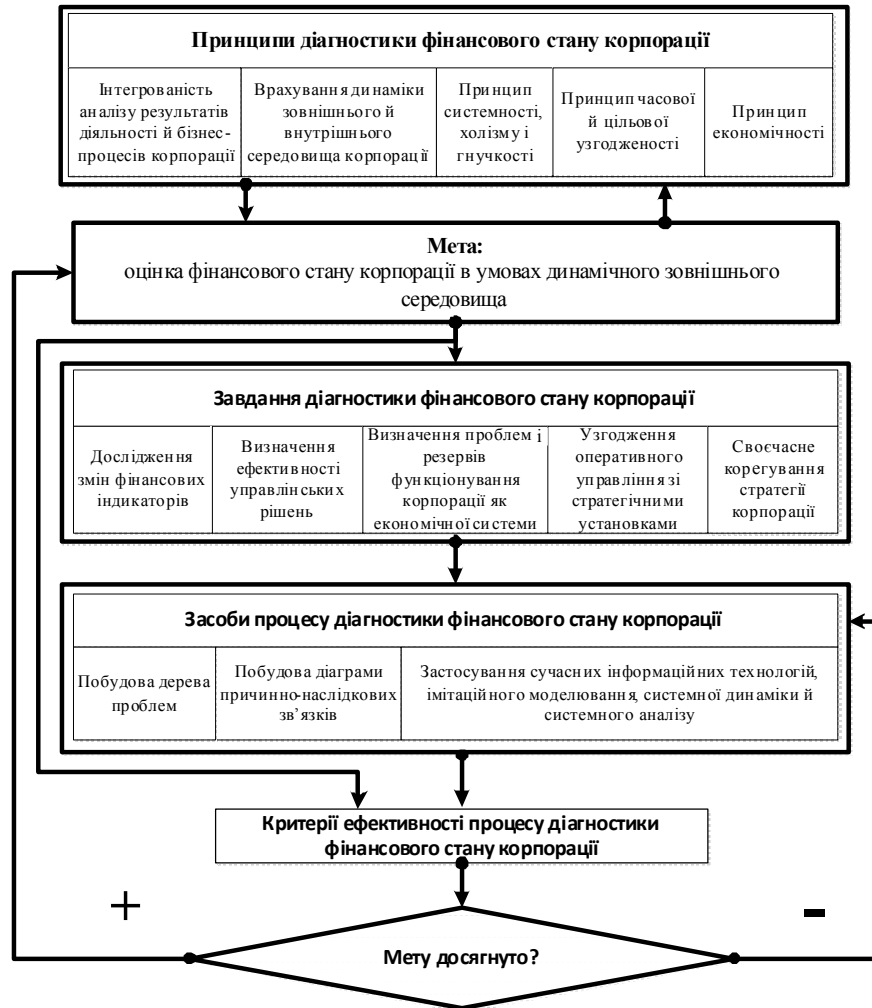 Принципи діагностики фінансового стану корпорації
Інтегрованість
аналізу результатів
діяльності й бізнес-
процесів корпорації
Врахування динаміки
зовнішнього й
внутрішнього
середовища корпорації
Принцип
системності,
холізму і
гнучкості
Принцип часової
й цільової
узгодженості
Принцип
економічності
Мета:
оцінка фінансового стану корпорації в умовах динамічного зовнішнього
середовища
Завдання діагностики фінансового стану корпорації
Дослідження
змін фінансових
індикаторів
Визначення
ефективності
управлінських
рішень
Визначення проблем і
резервів
функціонування
корпорації як
економічної системи
Узгодження
оперативного
управління зі
стратегічними
установками
Своєчасне
корегування
стратегії
корпорації
Засоби процесу діагностики фінансового стану корпорації
Побудова дерева
проблем
Побудова діаграми
причинно-наслідкових
зв’язків
Застосування сучасних інформаційних технологій,
імітаційного моделювання, системної динаміки й
системного аналізу
Критерії ефективності процесу діагностики
фінансового стану корпорації
+
-
Мету досягнуто?